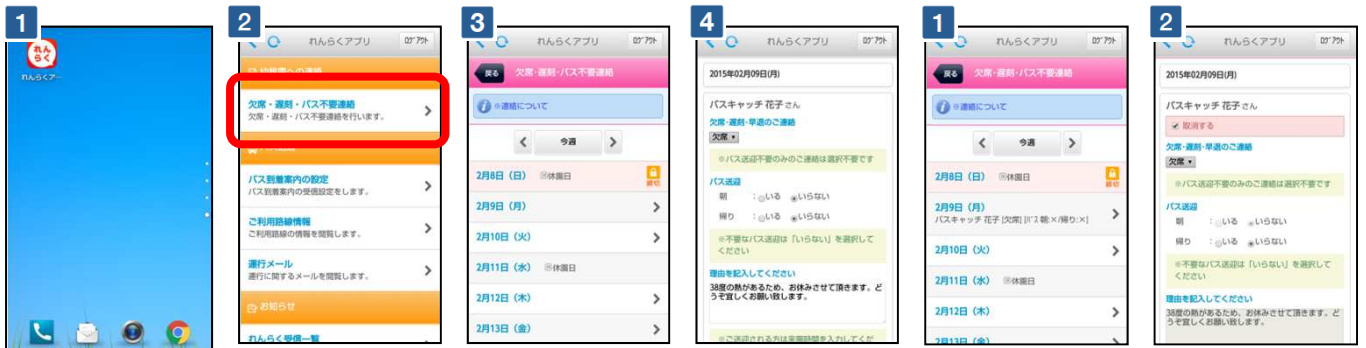 1
れん
らく
れんらくアー
2
れんらくアプリ
ログアウト
欠席・遅刻・バス不要連絡
欠席・遅刻・バス不要連絡を行います。
バス到着案内の設定
バス到着案内の受信設定をします。
ご利用路線情報
ご利用路線の情報を閲覧します。
運行メール
運行に関するメールを閲覧します。
お知らせ
れんらく受信一覧
3
れんらくアプリ
ログアウト
戻る 欠席・遅刻・バス不要連絡
※連絡について
今週
2月8日(日) 休園日
締切
2月9日(月)
2月10日(火)
2月11日(水) 休園日
2月12日(木)
2月13日(金)
4
れんらくアプリ
ログアウト
2015年02月09日(月)
バスキャッチ 花子さん
欠席・遅刻・早退のご連絡
欠席
※バス送迎不要のみのご連絡は選択不要です
バス送迎
朝 : いる いらない
帰り : いる いらない
※不要なバス送迎は「いらない」を選択して
ください
理由を記入してください
38度の熱があるため、お休みさせて頂きます。ど
うぞ宜しくお願い致します。
※ご送迎される方は来園時間を入力してくだ
1
れんらくアプリ
ログアウト
戻る 欠席・遅刻・バス不要連絡
※連絡について
今週
2月8日(日) 休園日
締切
2月9日(月)
バスキャッチ 花子 [欠席] [バス 朝:×/帰り:×]
2月10日(火)
2月11日(水) 休園日
2月12日(木)
2月13日(金)
2
れんらくアプリ
ログアウト
2015年02月09日(月)
バスキャッチ 花子さん
取消する
欠席・遅刻・早退のご連絡
欠席
※バス送迎不要のみのご連絡は選択不要です
バス送迎
朝 : いる いらない
帰り : いる いらない
※不要なバス送迎は「いらない」を選択して
ください
理由を記入してください
38度の熱があるため、お休みさせて頂きます。ど
うぞ宜しくお願い致します。